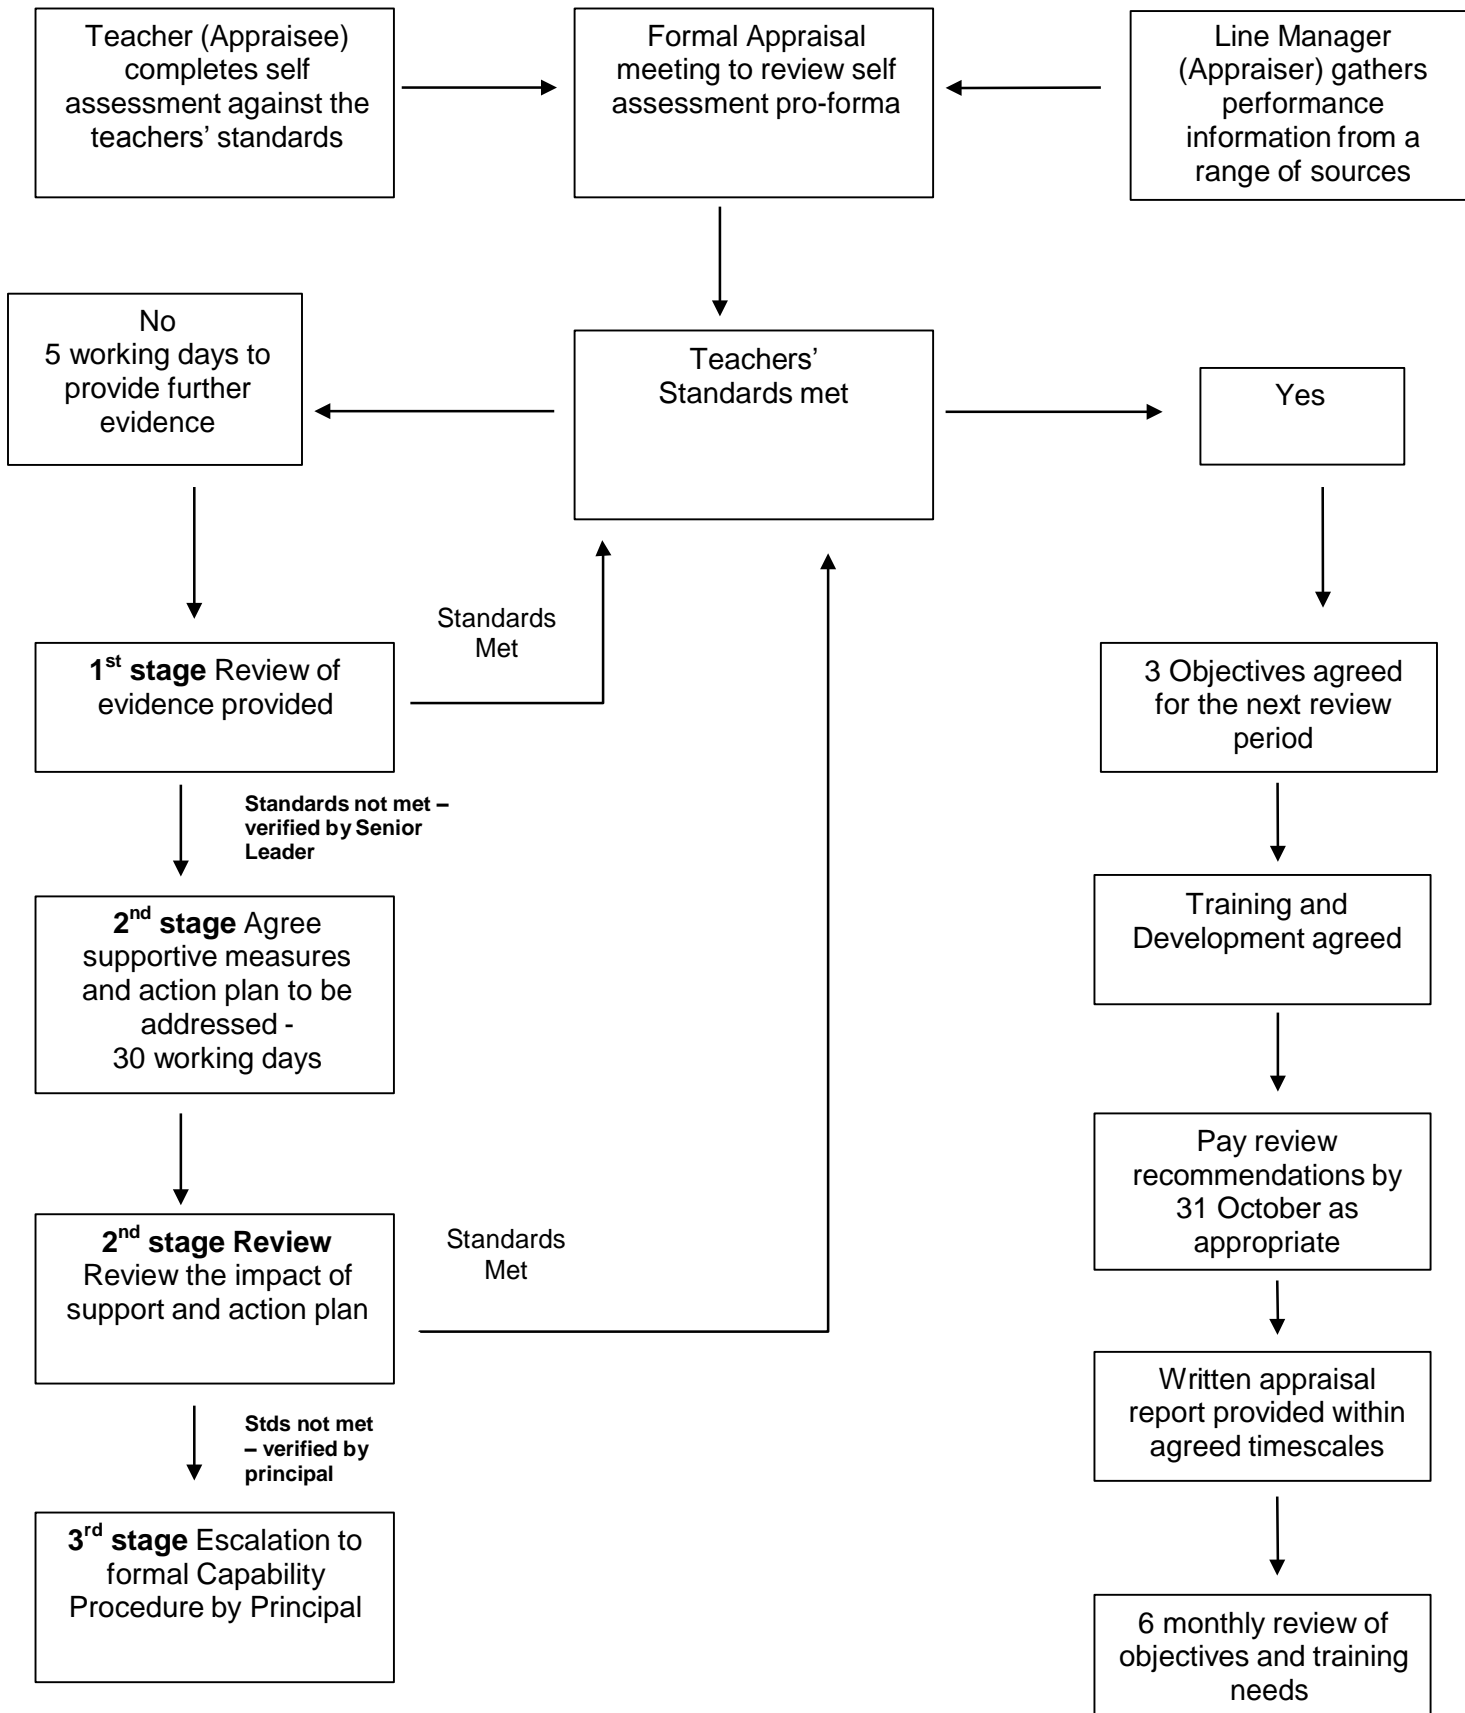 Teacher (Appraisee)
completes self
assessment against the
teachers’ standards
Formal Appraisal
meeting to review self
assessment pro-forma
Line Manager
(Appraiser) gathers
performance
information from a
range of sources
No
5 working days to
provide further
evidence
Teachers’
Standards met
Yes
Standards
Met
1st stage Review of
evidence provided
3 Objectives agreed
for the next review
period
Standards not met –
verified by Senior
Leader
2nd stage Agree
supportive measures
and action plan to be
addressed -
30 working days
Training and
Development agreed
Pay review
recommendations by
31 October as
appropriate
2nd stage Review
Review the impact of
support and action plan
Standards
Met
Written appraisal
report provided within
agreed timescales
Stds not met
– verified by
principal
3rd stage Escalation to
formal Capability
Procedure by Principal
6 monthly review of
objectives and training
needs